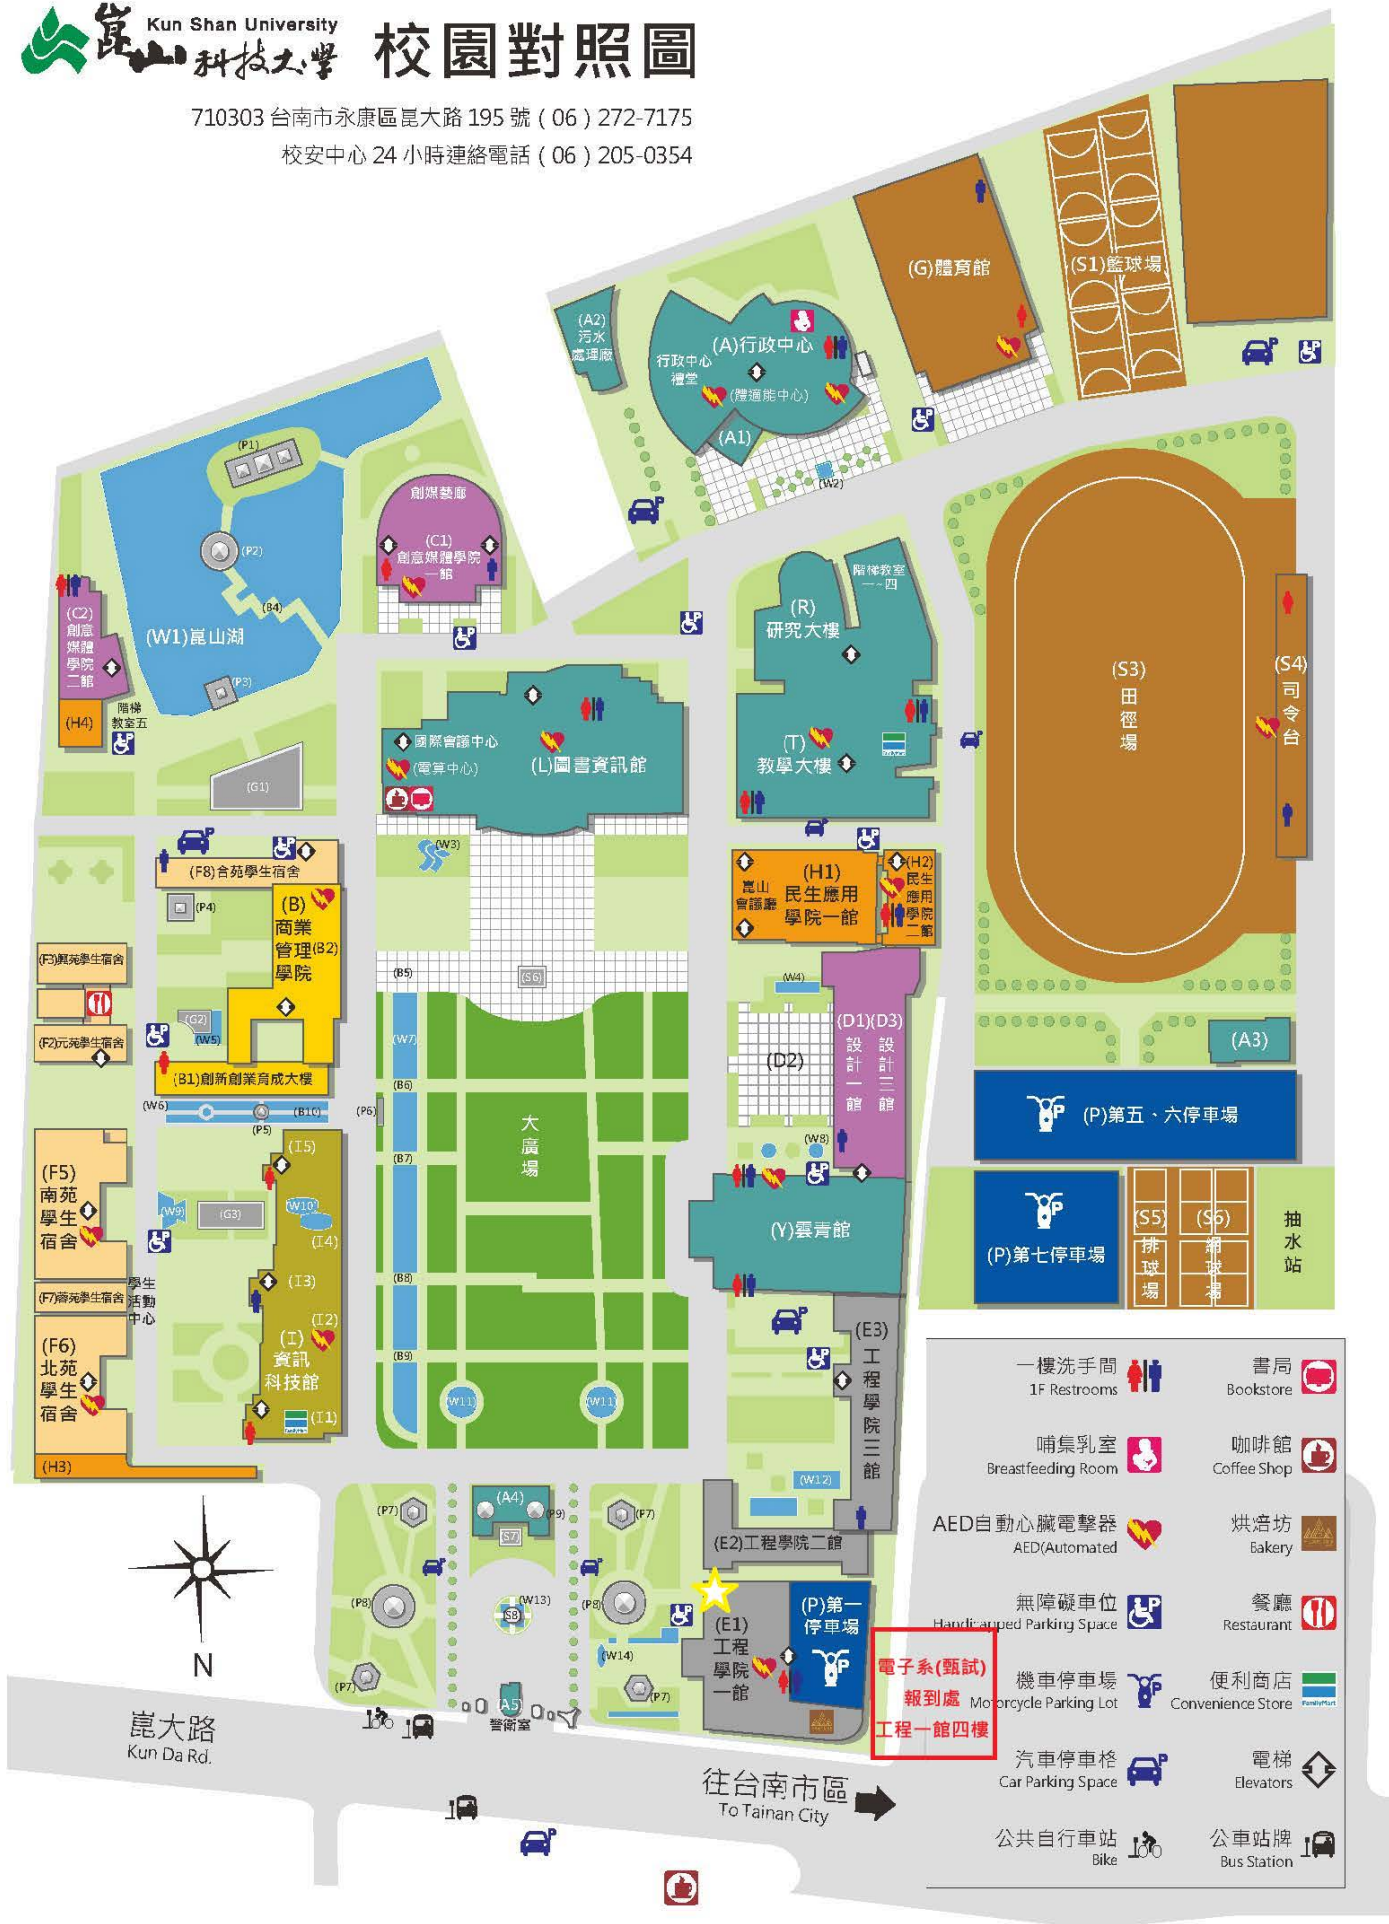 Kun Shan University
崑山科技大學
校園對照圖
710303 台南市永康區崑大路 195 號 ( 06 ) 272-7175
校安中心 24 小時連絡電話 ( 06 ) 205-0354
(G)體育館
(S1)籃球場
(A2)
污水
處理廠
(A)行政中心
行政中心
禮堂
(體適能中心)
(A1)
(W2)
(P1)
(P2)
(B4)
(W1)崑山湖
(P3)
創媒藝廊
(C1)
創意媒體學院
一館
(C2)
創意
媒體
學院
二館
(H4)
階梯
教室五
(G1)
階梯教室
一~四
(R)
研究大樓
(T)
教學大樓
(S3)
田
徑
場
(S4)
司
令
台
國際會議中心
(電算中心)
(L)圖書資訊館
(W3)
(F8)合苑學生宿舍
(P4)
(B)
商業
管理(B2)
學院
(F3)興苑學生宿舍
(F2)元苑學生宿舍
(G2)
(W5)
(B1)創新創業育成大樓
(W6)
(B10)
(P5)
(P6)
崑山
會議廳
(H1)
民生應用
學院一館
(H2)
民生
應用
學院
二館
(B5)
(S6)
(W7)
(B6)
(B7)
(B8)
(B9)
大
廣
場
(W11)
(W11)
(W4)
(D1)(D3)
設 設
計 計
一 三
館 館
(D2)
(W8)
(A3)
(P)第五、六停車場
(P)第七停車場
(S5)
排
球
場
(S6)
網
球
場
抽
水
站
(Y)雲青館
(F5)
南苑
學生
宿舍
(F7)蓉苑學生宿舍
學生
活動
中心
(F6)
北苑
學生
宿舍
(H3)
(W9)
(G3)
(I5)
(W10)
(I4)
(I3)
(I2)
(I)
資訊
科技館
(I1)
FamilyMart
(E3)
工
程
學
院
三
館
(W12)
(E2)工程學院二館
(E1)
工程
學院
一館
(P)第一
停車場
(P7)
(A4)
(P9)
(S7)
(P7)
(P8)
(S8)
(W13)
(P8)
(W14)
(P7)
(P7)
(A5)
警衛室
電子系(甄試)
報到處
工程一館四樓
N
崑大路
Kun Da Rd.
往台南市區
To Tainan City
一樓洗手間
1F Restrooms
書局
Bookstore
哺集乳室
Breastfeeding Room
咖啡館
Coffee Shop
AED自動心臟電擊器
AED(Automated
烘焙坊
Bakery
無障礙車位
Handicapped Parking Space
餐廳
Restaurant
機車停車場
Motorcycle Parking Lot
便利商店
Convenience Store
FamilyMart
汽車停車格
Car Parking Space
電梯
Elevators
公共自行車站
Bike
公車站牌
Bus Station